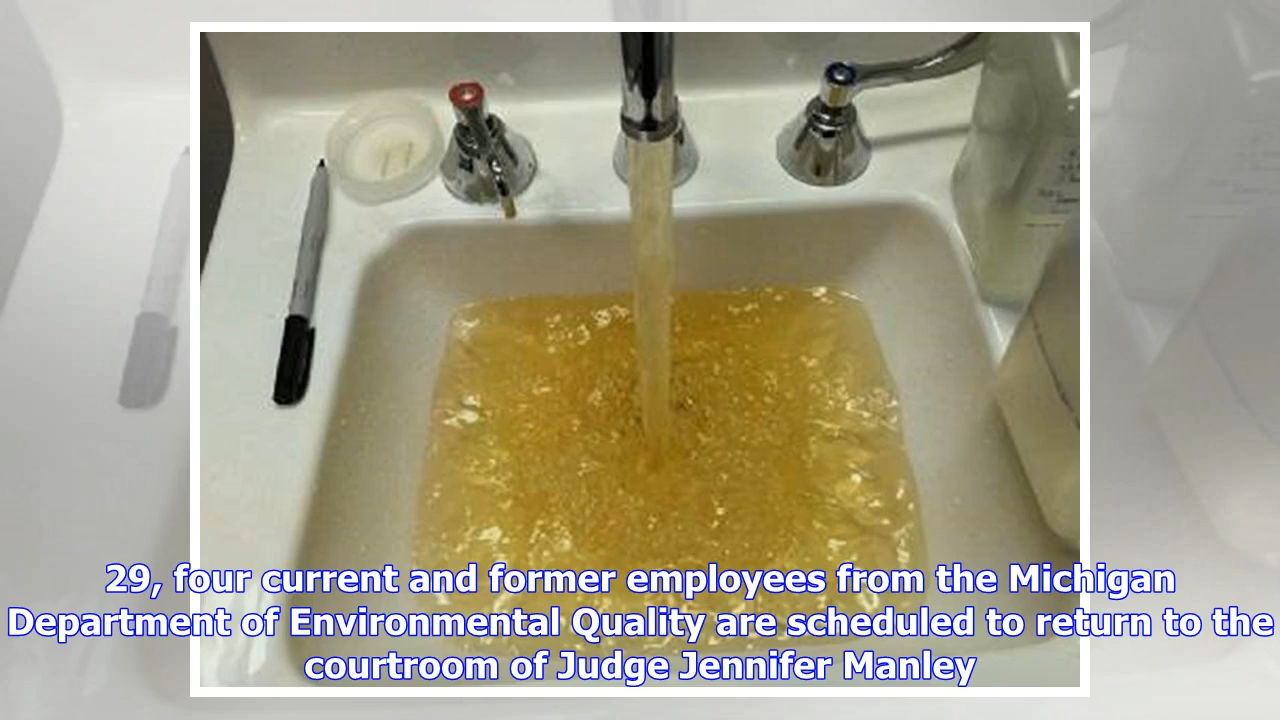 29, four current and former employees from the Michigan
Department of Environmental Quality are scheduled to return to the
courtroom of Judge Jennifer Manley